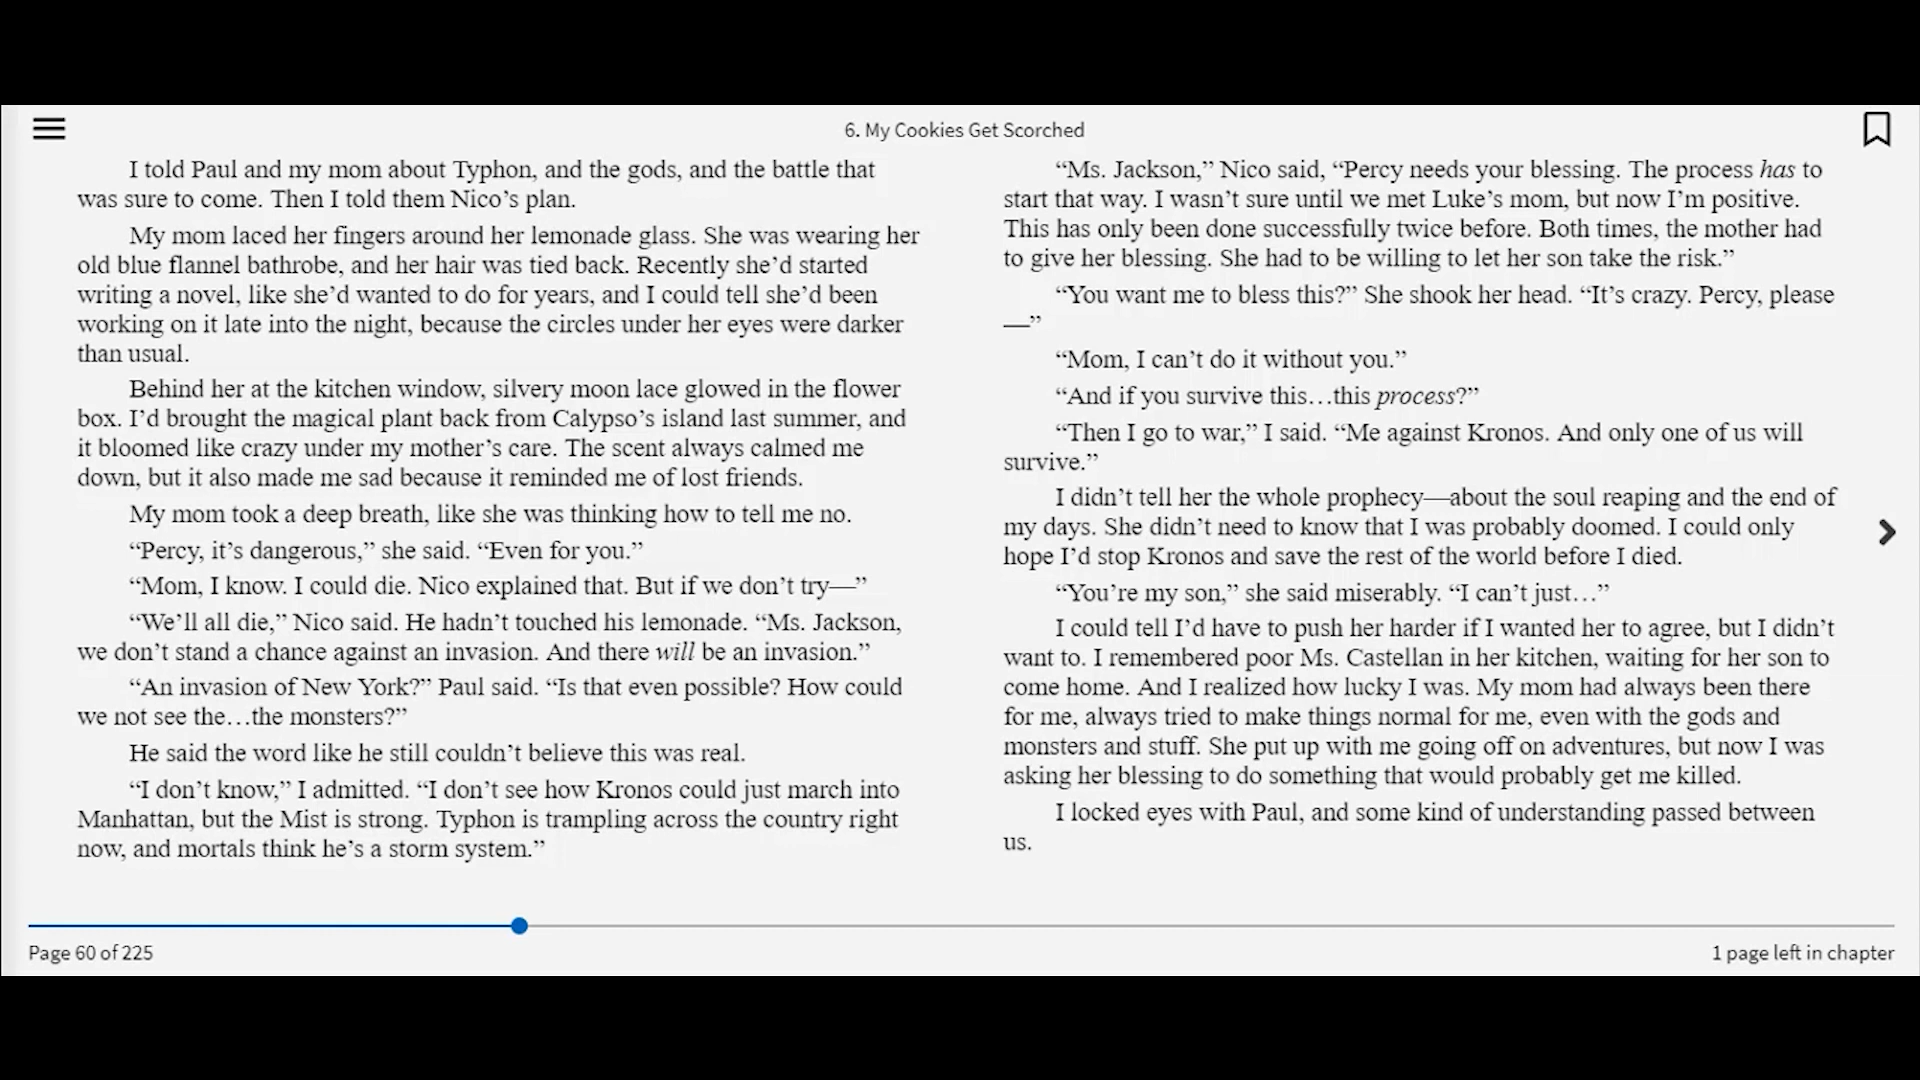 6. My Cookies Get Scorched
I told Paul and my mom about Typhon, and the gods, and the battle that
was sure to come. Then I told them Nico’s plan.
My mom laced her fingers around her lemonade glass. She was wearing her
old blue flannel bathrobe, and her hair was tied back. Recently she’d started
writing a novel, like she’d wanted to do for years, and I could tell she’d been
working on it late into the night, because the circles under her eyes were darker
than usual.
Behind her at the kitchen window, silvery moon lace glowed in the flower
box. I’d brought the magical plant back from Calypso’s island last summer, and
it bloomed like crazy under my mother’s care. The scent always calmed me
down, but it also made me sad because it reminded me of lost friends.
My mom took a deep breath, like she was thinking how to tell me no.
“Percy, it’s dangerous,” she said. “Even for you.”
“Mom, I know. I could die. Nico explained that. But if we don’t try—”
“We’ll all die,” Nico said. He hadn’t touched his lemonade. “Ms. Jackson,
we don’t stand a chance against an invasion. And there will be an invasion.”
“An invasion of New York?” Paul said. “Is that even possible? How could
we not see the…the monsters?”
He said the word like he still couldn’t believe this was real.
“I don’t know,” I admitted. “I don’t see how Kronos could just march into
Manhattan, but the Mist is strong. Typhon is trampling across the country right
now, and mortals think he’s a storm system.”
“Ms. Jackson,” Nico said, “Percy needs your blessing. The process has to
start that way. I wasn’t sure until we met Luke’s mom, but now I’m positive.
This has only been done successfully twice before. Both times, the mother had
to give her blessing. She had to be willing to let her son take the risk.”
“You want me to bless this?” She shook her head. “It’s crazy. Percy, please
—”
“Mom, I can’t do it without you.”
“And if you survive this…this process?”
“Then I go to war,” I said. “Me against Kronos. And only one of us will
survive.”
I didn’t tell her the whole prophecy—about the soul reaping and the end of
my days. She didn’t need to know that I was probably doomed. I could only
hope I’d stop Kronos and save the rest of the world before I died.
“You’re my son,” she said miserably. “I can’t just…”
I could tell I’d have to push her harder if I wanted her to agree, but I didn’t
want to. I remembered poor Ms. Castellan in her kitchen, waiting for her son to
come home. And I realized how lucky I was. My mom had always been there
for me, always tried to make things normal for me, even with the gods and
monsters and stuff. She put up with me going off on adventures, but now I was
asking her blessing to do something that would probably get me killed.
I locked eyes with Paul, and some kind of understanding passed between
us.
Page 60 of 225
1 page left in chapter